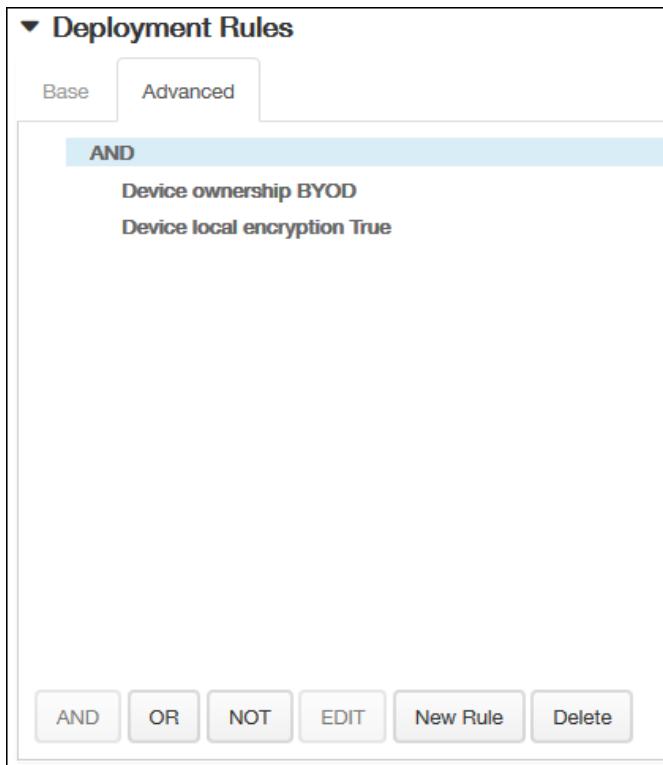 Deployment Rules
Base Advanced
AND
Device ownership BYOD
Device local encryption True
AND OR NOT EDIT New Rule Delete